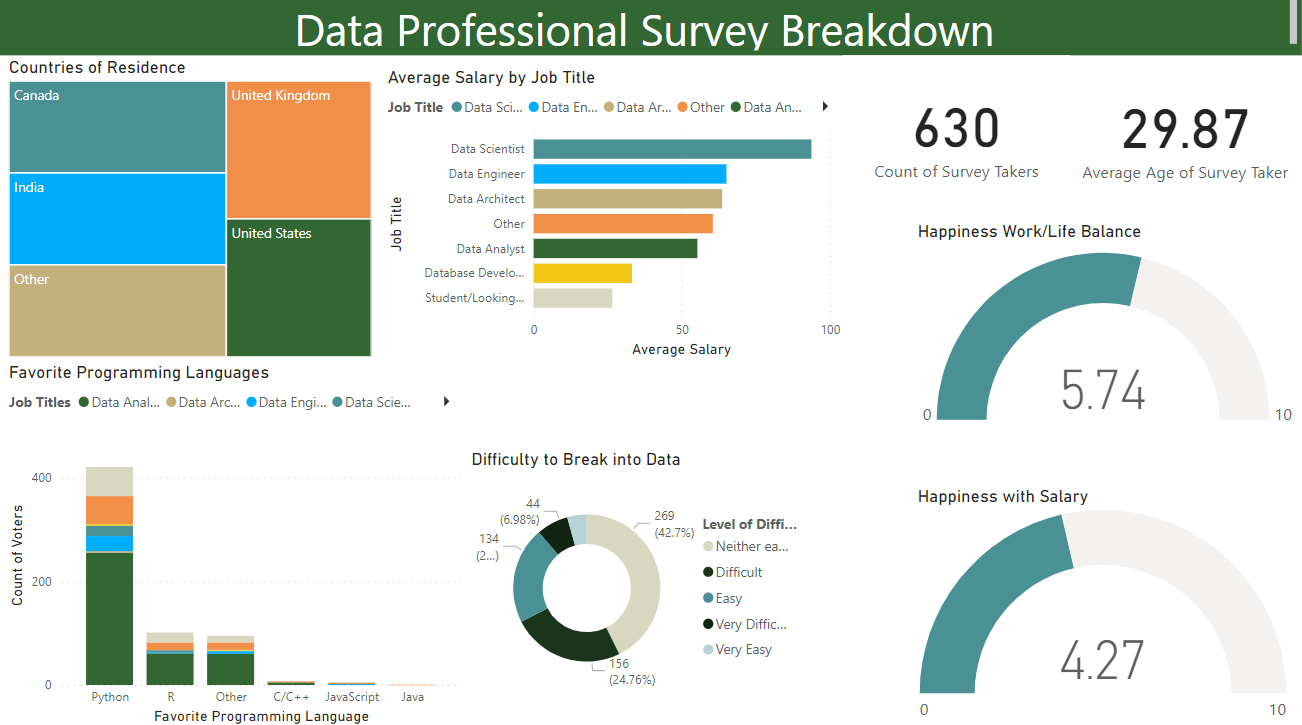 Data Professional Survey Breakdown
Countries of Residence
Canada
United Kingdom
India
United States
Other
Average Salary by Job Title
Job Title Data Sci... Data En... Data Ar... Other Data An...
Job Title
Data Scientist
Data Engineer
Data Architect
Other
Data Analyst
Database Develo...
Student/Looking...
0 50 100
Average Salary
630
Count of Survey Takers
29.87
Average Age of Survey Taker
Happiness Work/Life Balance
5.74
0 10
Favorite Programming Languages
Job Titles Data Anal... Data Arc... Data Engi... Data Scie...
Count of Voters
400
200
0
Python R Other C/C++ JavaScript Java
Favorite Programming Language
Difficulty to Break into Data
44
(6.98%)
134
(2...)
269
(42.7%)
156
(24.76%)
Level of Diffi...
Neither ea...
Difficult
Easy
Very Diffic...
Very Easy
Happiness with Salary
4.27
0 10